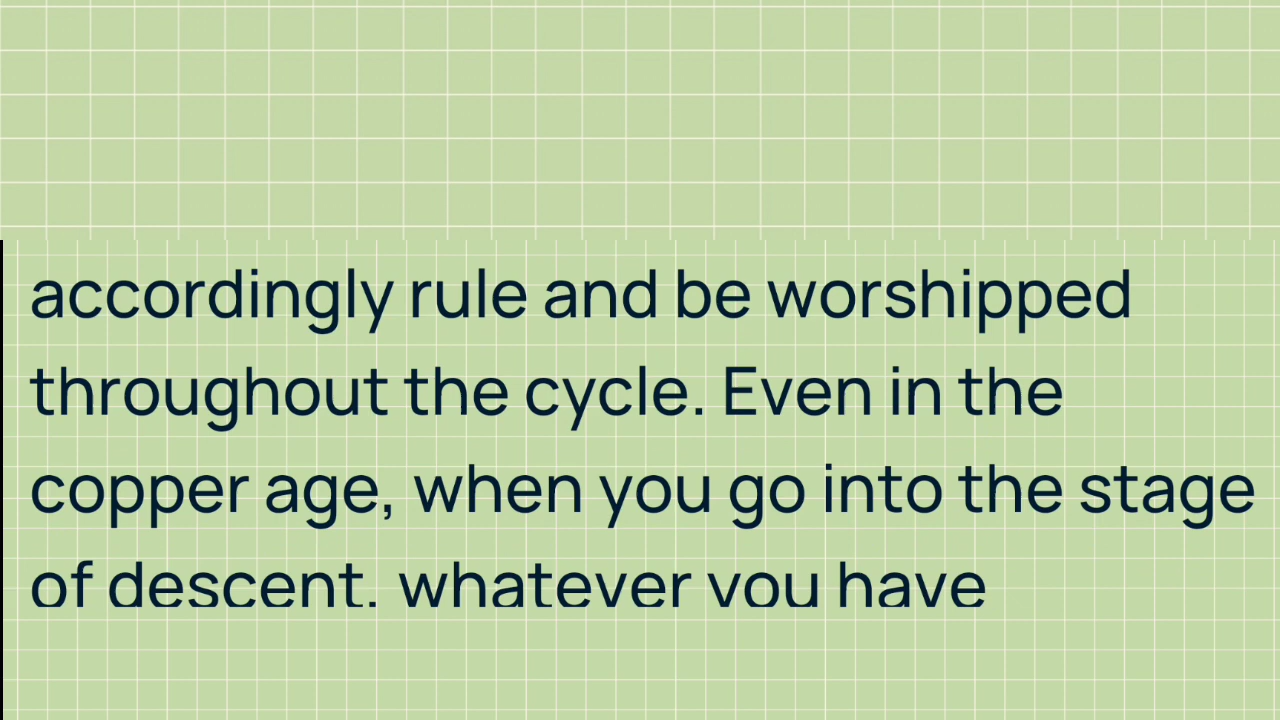 accordingly rule and be worshipped
throughout the cycle. Even in the
copper age, when you go into the stage
of descent, whatever you have